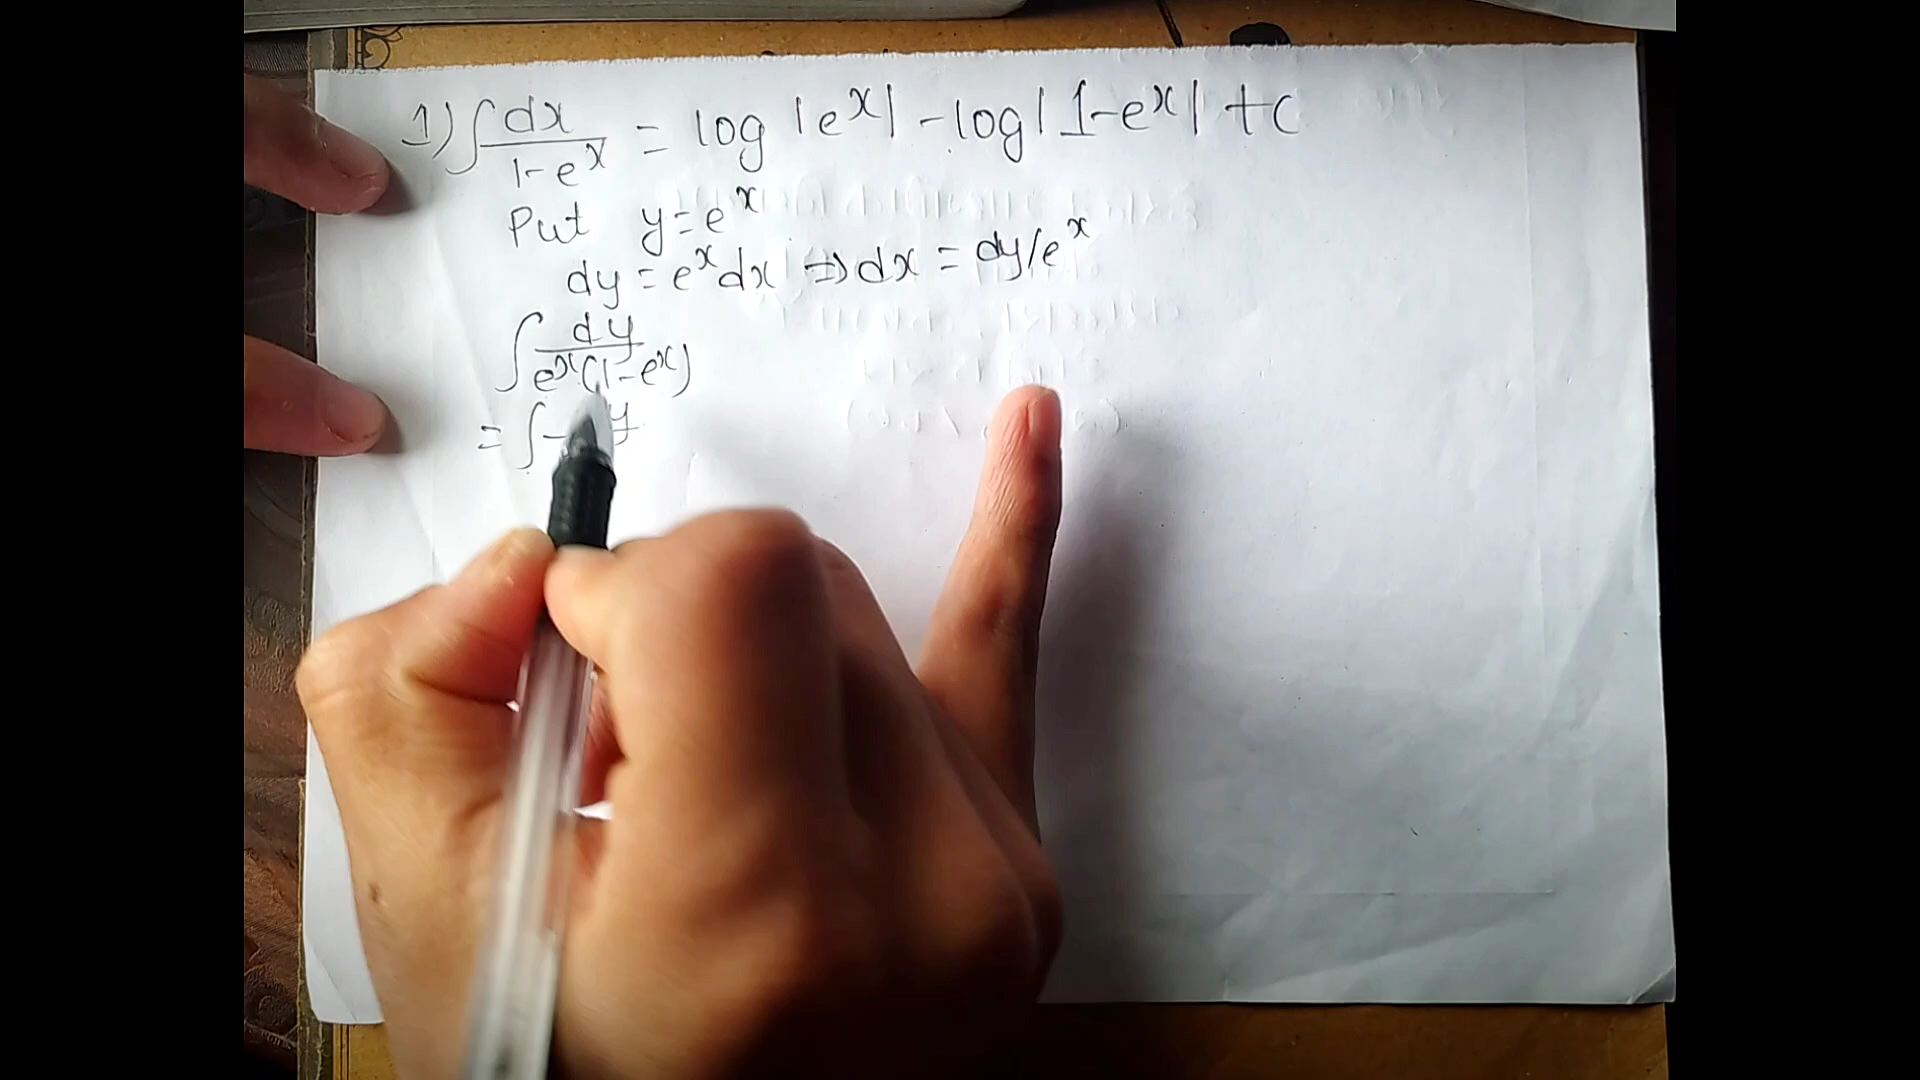 1) ∫ dx / 1-e^x = log |e^x| - log | 1-e^x | + c
Put y = e^x
dy = e^x dx ⇒ dx = dy/e^x
∫ dy / e^x(1-e^x)
= ∫ y